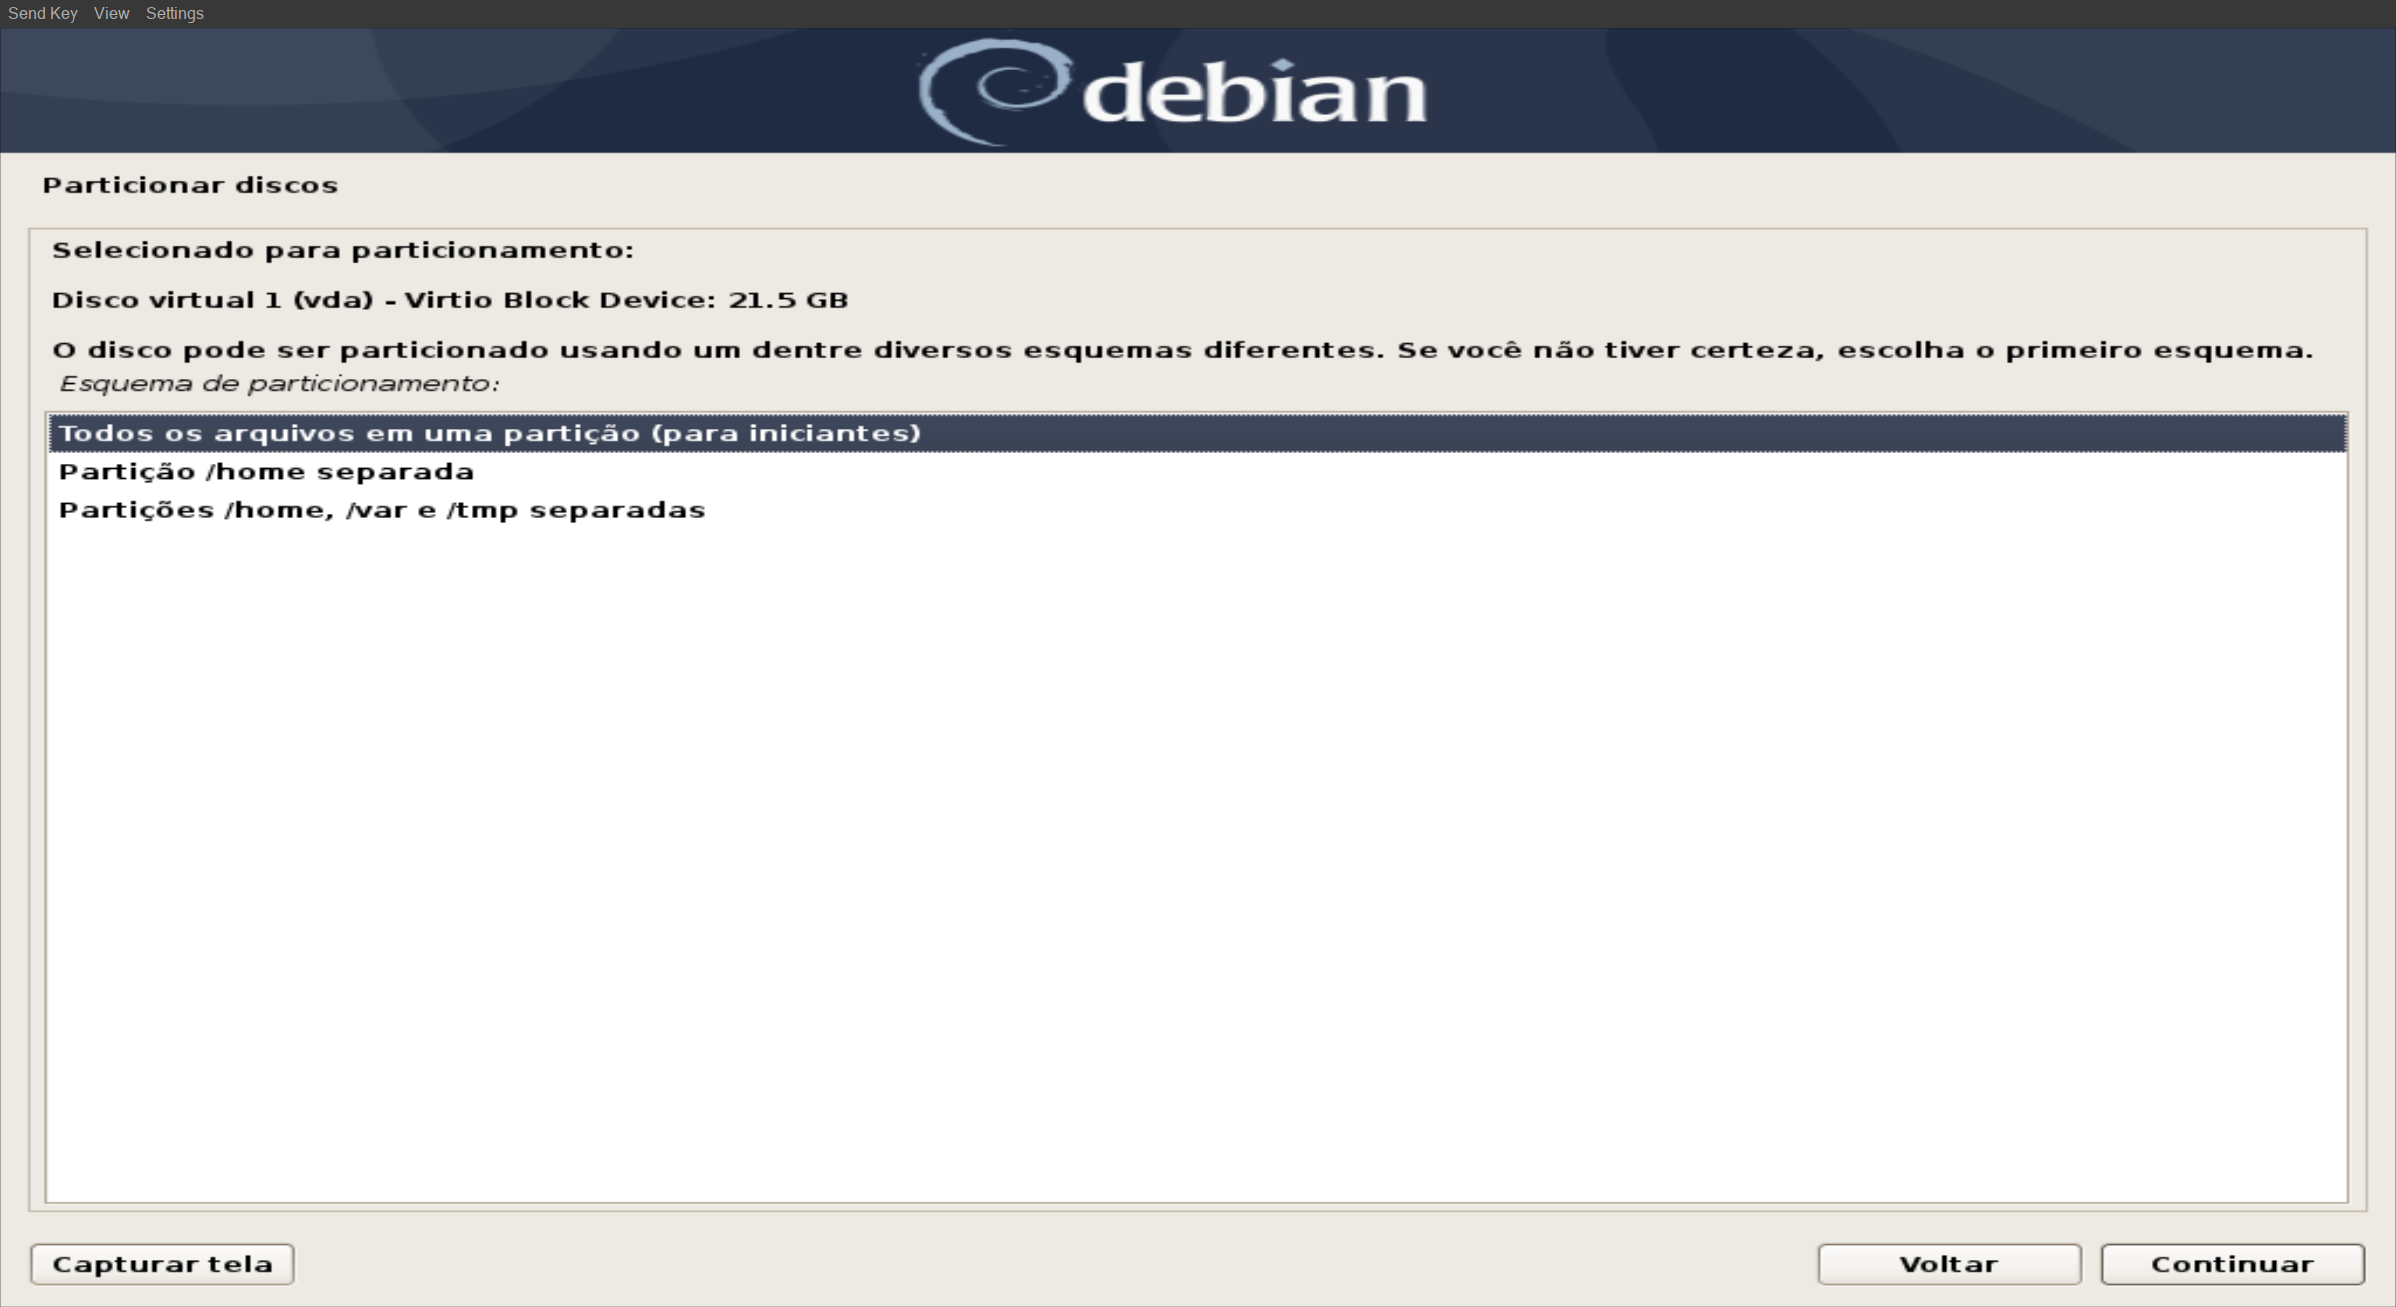 Send Key View Settings
debian
Particionar discos
Selecionado para particionamento:
Disco virtual 1 (vda) - Virtio Block Device: 21.5 GB
O disco pode ser particionado usando um dentre diversos esquemas diferentes. Se você não tiver certeza, escolha o primeiro esquema.
Esquema de particionamento:
Todos os arquivos em uma partição (para iniciantes)
Partição /home separada
Partições /home, /var e /tmp separadas
Capturar tela Voltar Continuar